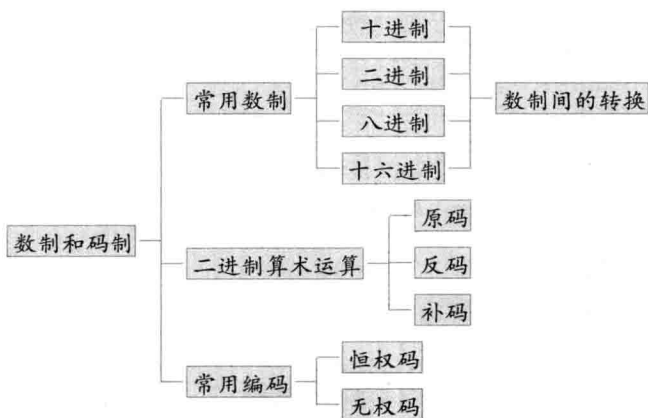 数制和码制
常用数制
十进制
二进制
八进制
十六进制
数制间的转换
二进制算术运算
原码
反码
补码
常用编码
恒权码
无权码